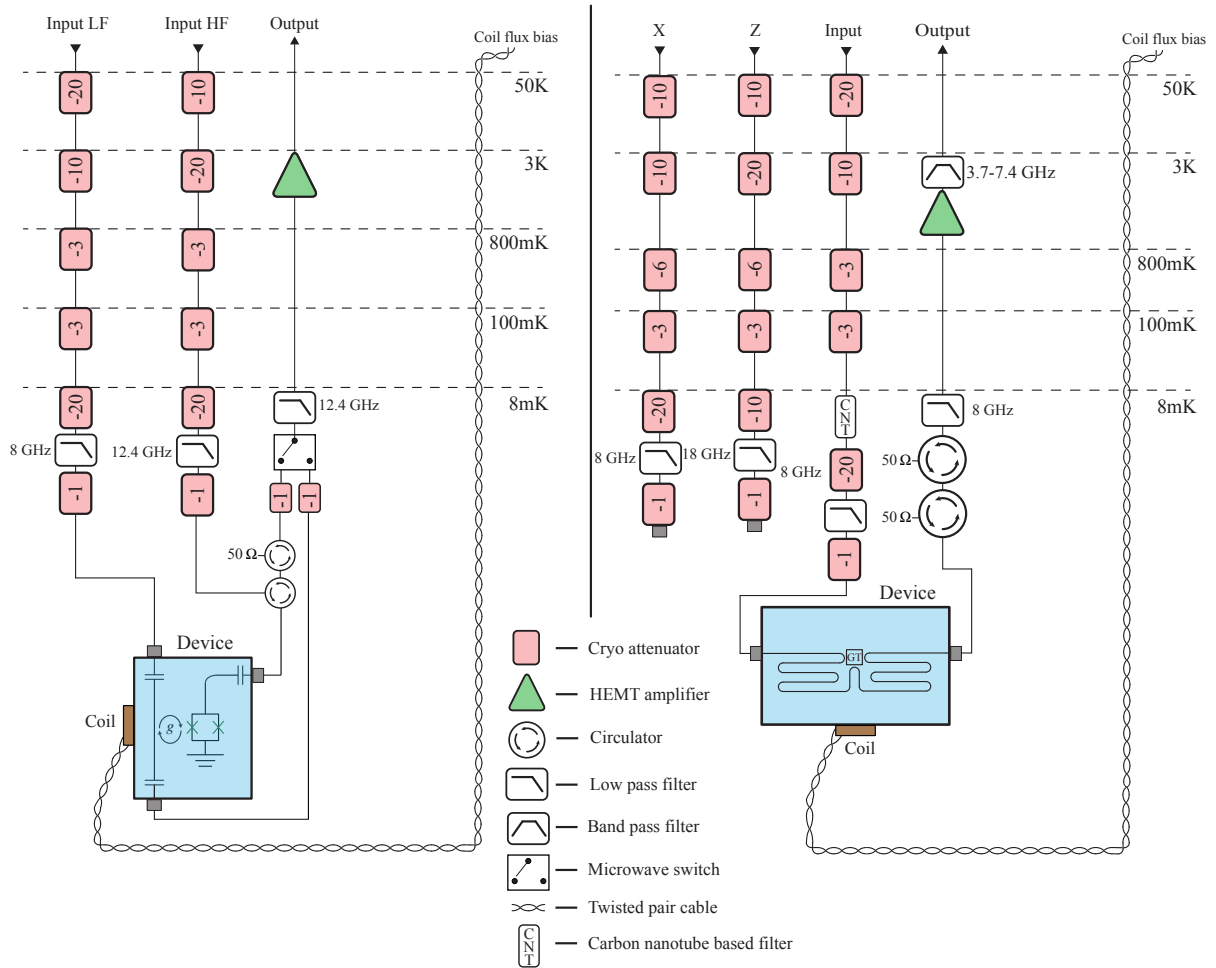 Input LF
Input HF
Output
Coil flux bias
50K
3K
800mK
100mK
8mK
-20
-10
-3
-3
-20
8 GHz
-1
-10
-20
-3
-3
-20
12.4 GHz
-1
12.4 GHz
-1
-1
50 Ω
Device
Coil
g
X
Z
Input
Output
Coil flux bias
50K
3K
800mK
100mK
8mK
-10
-10
-6
-3
-20
8 GHz
-1
-10
-20
-6
-3
-10
18 GHz
-1
-20
-10
-3
-3
CNT
-20
8 GHz
-1
3.7-7.4 GHz
8 GHz
50 Ω
50 Ω
Device
GT
Coil
Cryo attenuator
HEMT amplifier
Circulator
Low pass filter
Band pass filter
Microwave switch
Twisted pair cable
CNT
Carbon nanotube based filter